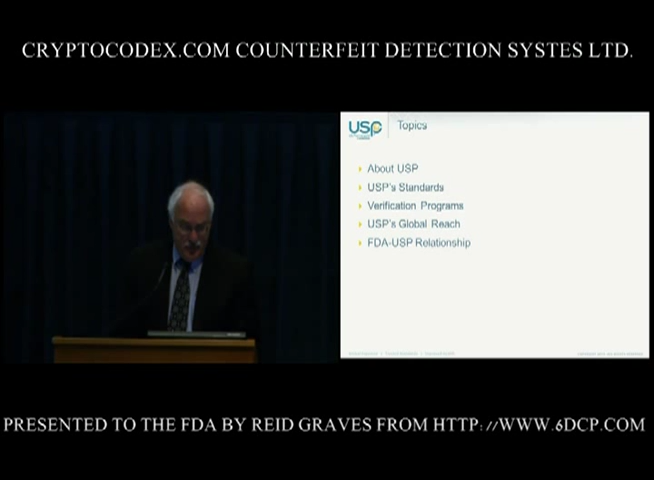 CRYPTOCODEX.COM COUNTERFEIT DETECTION SYSTES LTD.
USP
Topics
About USP
USP's Standards
Verification Programs
USP's Global Reach
FDA-USP Relationship
PRESENTED TO THE FDA BY REID GRAVES FROM HTTP://WWW.6DCP.COM